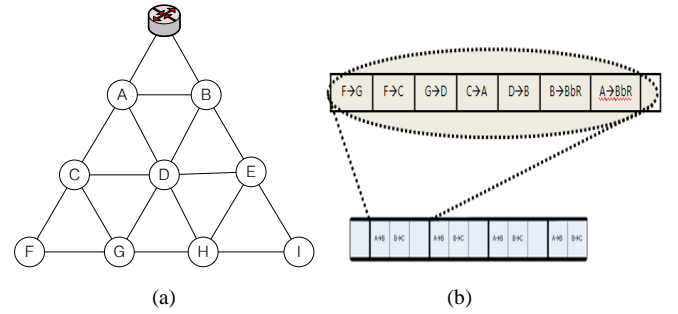 A
B
C
D
E
F
G
H
I
(a)
F→G F→C G→D C→A D→B B→BbR A→BbR
A→B B→C A→B B→C A→B B→C A→B B→C
(b)